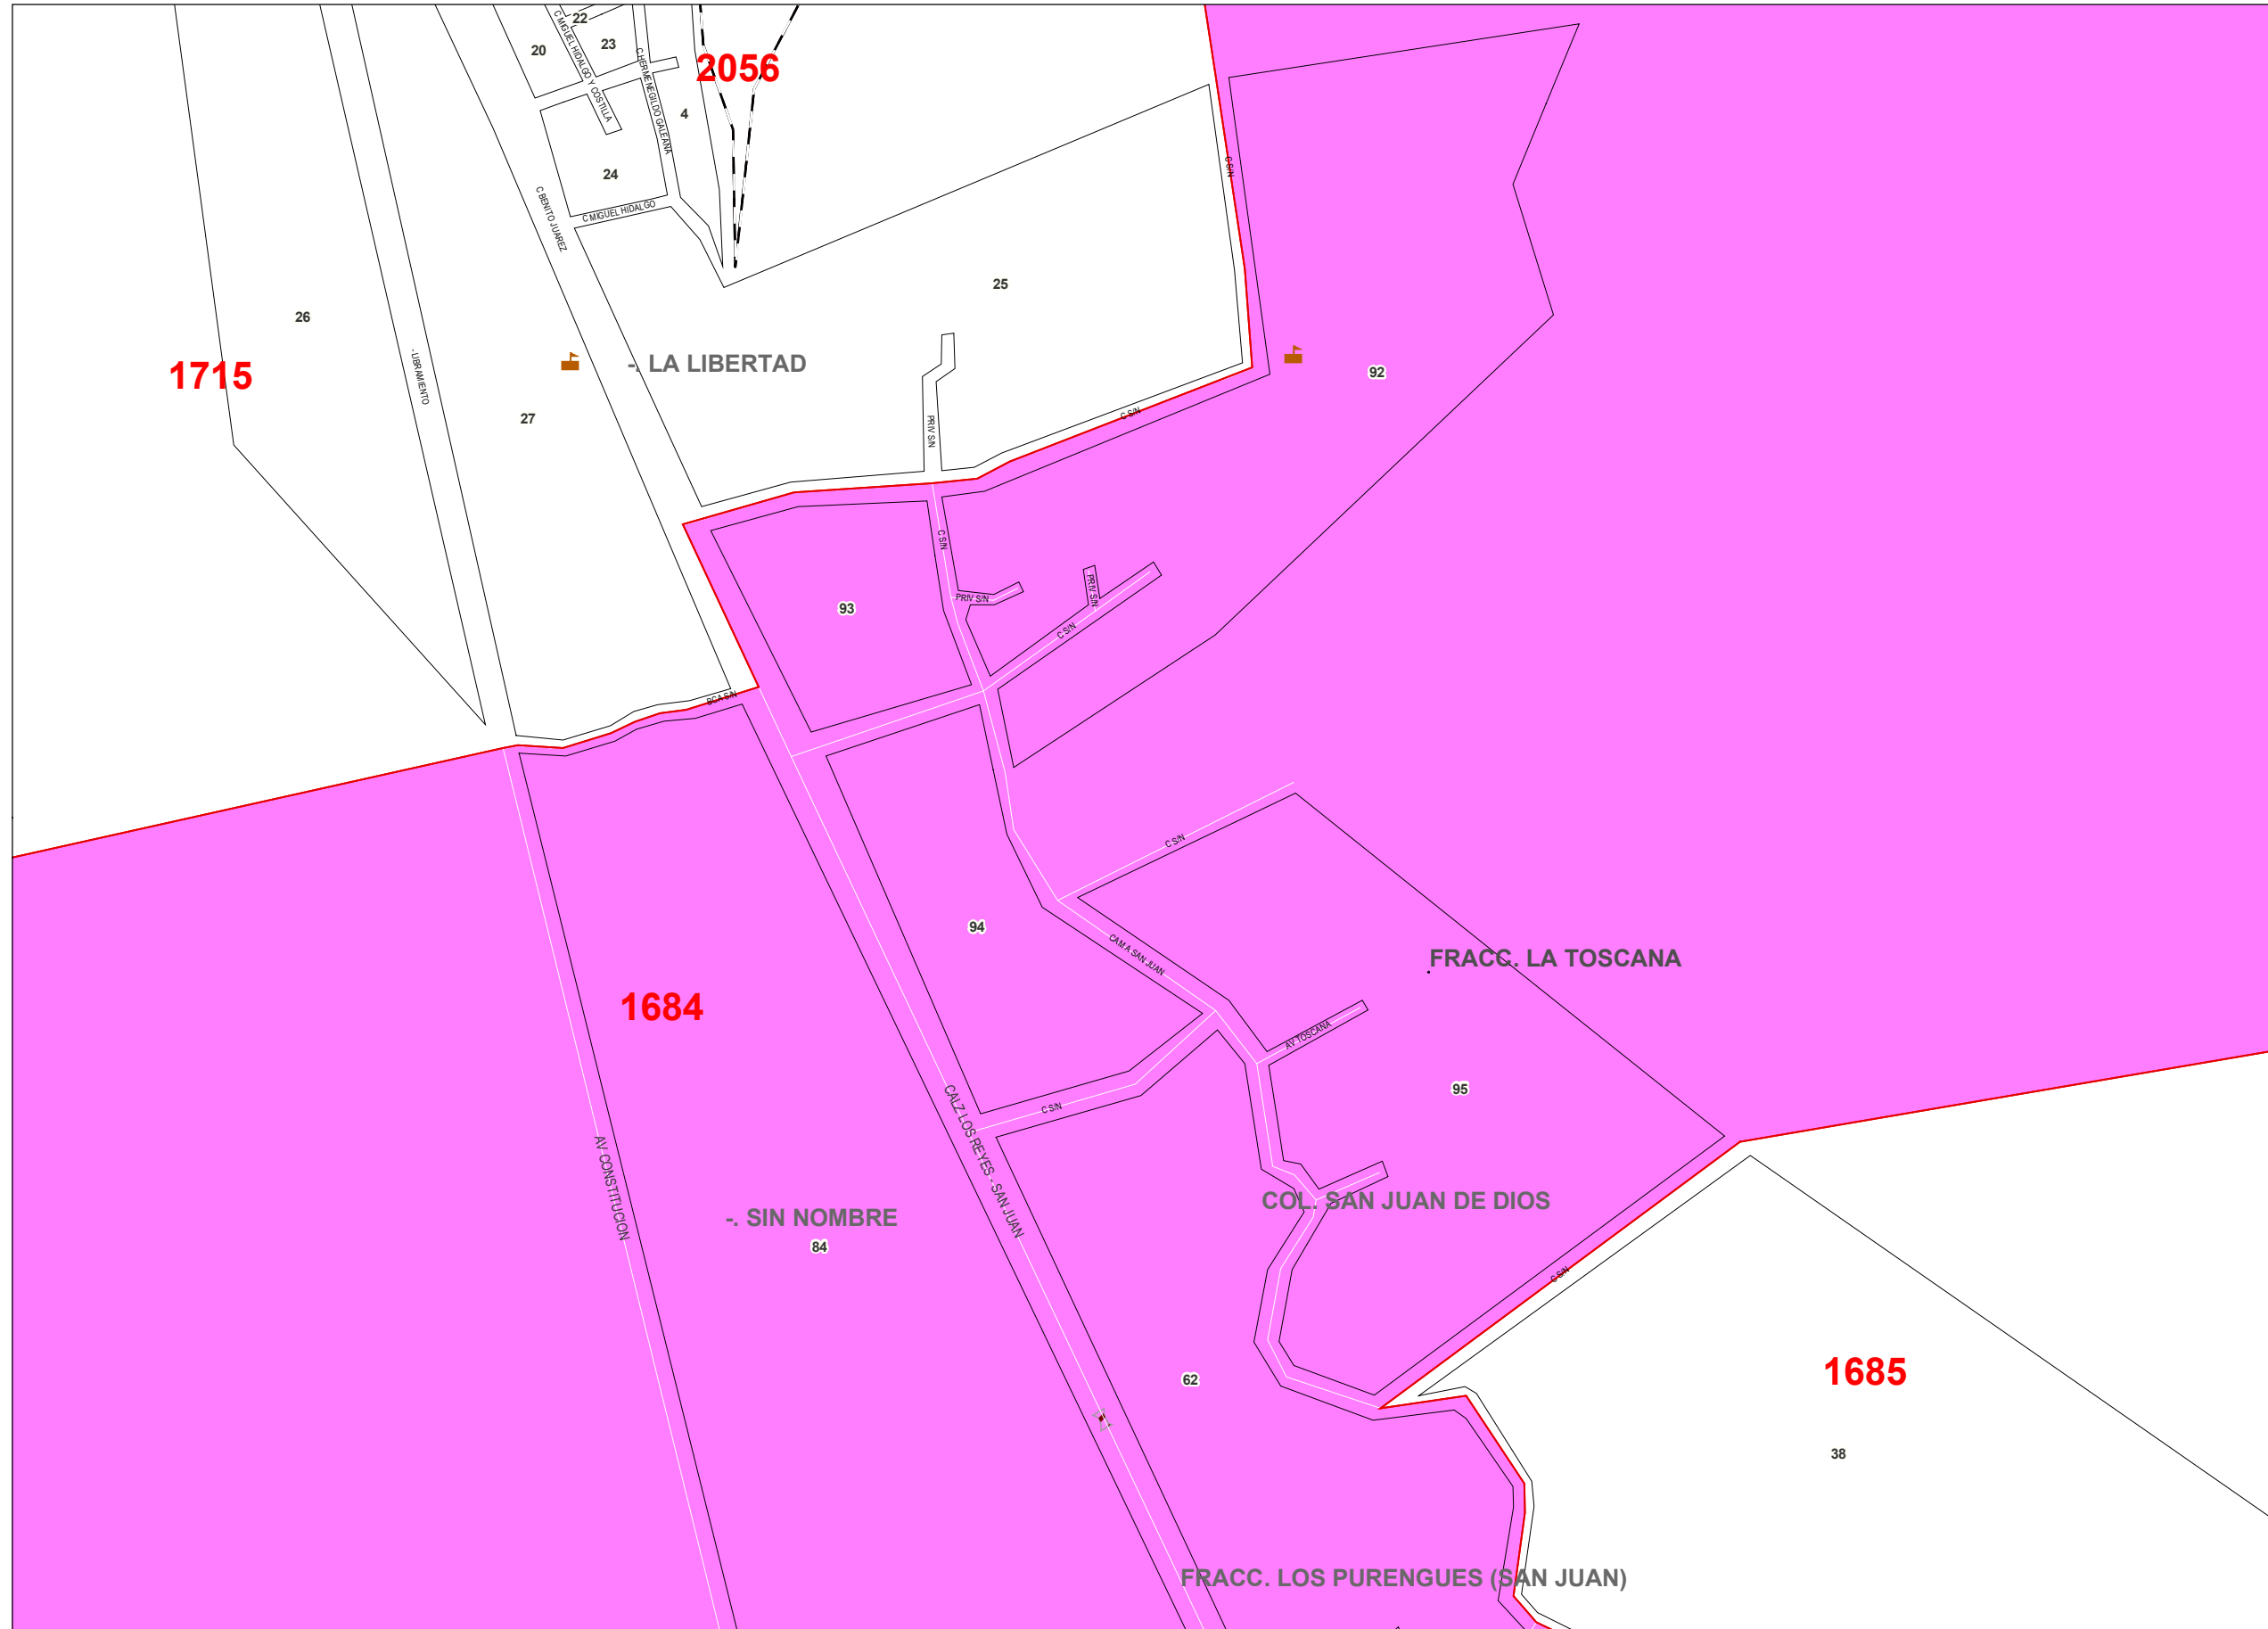 22
20
23
C MIGUEL HIDALGO Y COSTILLA
C HERMENEGILDO GALEANA
2056
4
24
C S/N
C BENITO JUAREZ
C MIGUEL HIDALGO
25
26
- LIBRAMIENTO
-. LA LIBERTAD
1715
92
27
C S/N
PRIV S/N
C S/N
PRIV S/N
PRIV S/N
93
C S/N
BCA S/N
C S/N
94
CAM A SAN JUAN
FRACC. LA TOSCANA
1684
AV TOSCANA
95
C S/N
CALZ LOS REYES - SAN JUAN
AV CONSTITUCION
COL. SAN JUAN DE DIOS
-. SIN NOMBRE
84
C S/N
1685
62
38
FRACC. LOS PURENGUES (SAN JUAN)